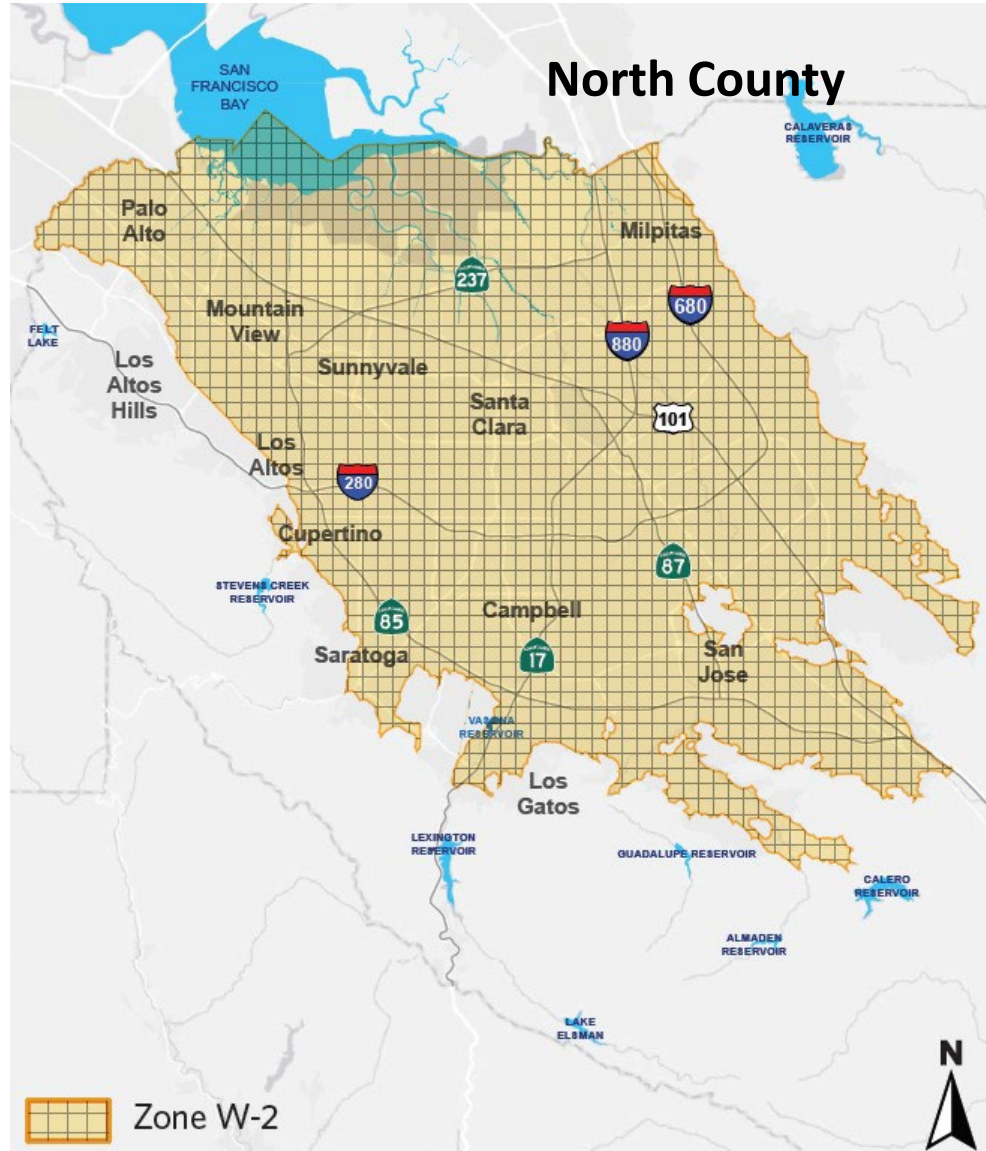 North County
SAN
FRANCISCO
BAY
CALAVERAS
RESERVOIR
Palo
Alto
Milpitas
237
680
Mountain
View
880
FELT
LAKE
Los
Altos
Hills
Sunnyvale
Santa
Clara
101
Los
Altos
280
Cupertino
87
STEVENS CREEK
RESERVOIR
85
Campbell
Saratoga
17
San
Jose
VASONA
RESERVOIR
Los
Gatos
LEXINGTON
RESERVOIR
GUADALUPE RESERVOIR
CALERO
RESERVOIR
ALMADEN
RESERVOIR
LAKE
ELSMAN
N
Zone W-2